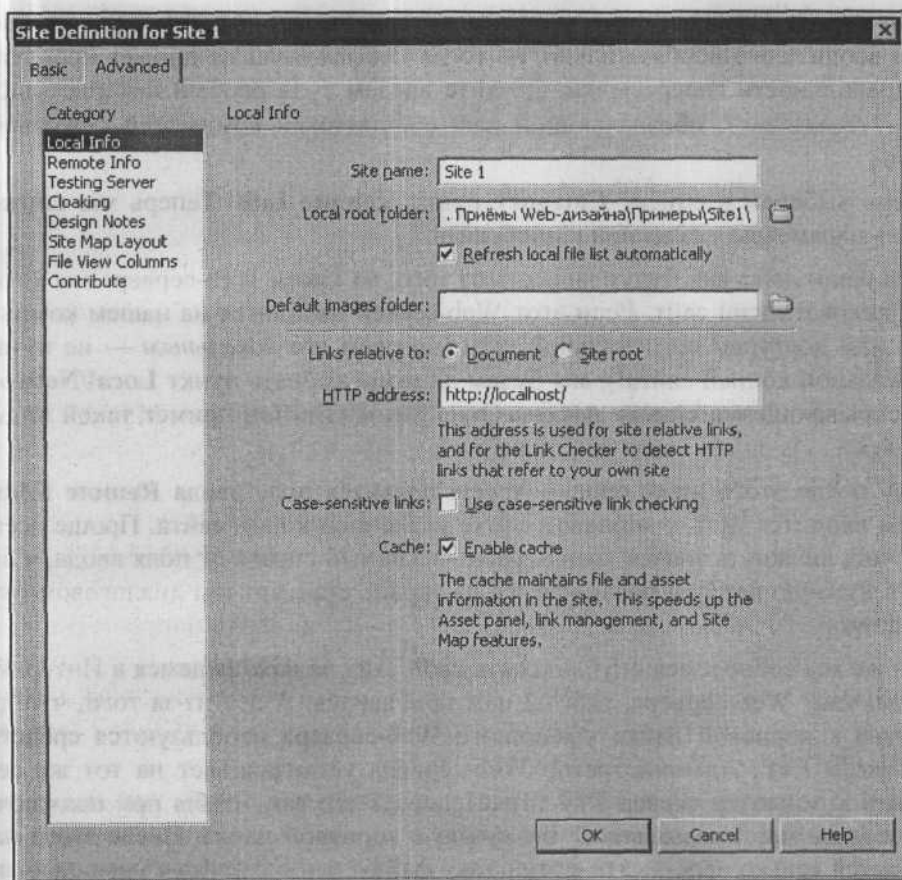 Site Definition for Site 1
Basic
Advanced
Category
Local Info
Remote Info
Testing Server
Cloaking
Design Notes
Site Map Layout
File View Columns
Contribute
Local Info
Site name: Site 1
Local root folder: . Приёмы Web-дизайна\Примеры\Site1\
Refresh local file list automatically
Default images folder:
Links relative to: Document Site root
HTTP address: http://localhost/
This address is used for site relative links,
and for the Link Checker to detect HTTP
links that refer to your own site
Case-sensitive links: Use case-sensitive link checking
Cache: Enable cache
The cache maintains file and asset
information in the site. This speeds up the
Asset panel, link management, and Site
Map features.
OK
Cancel
Help